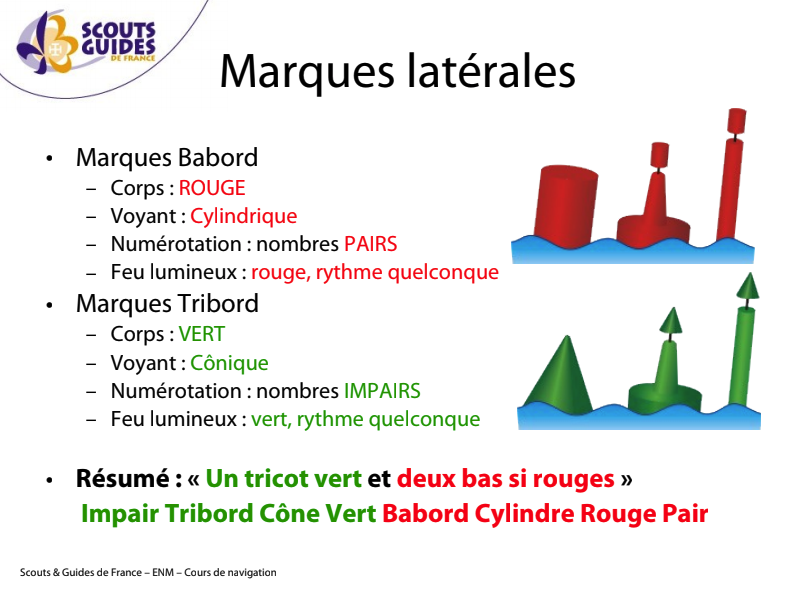 SCOUTS
GUIDES
DE FRANCE
Marques latérales
• Marques Babord
– Corps : ROUGE
– Voyant : Cylindrique
– Numérotation : nombres PAIRS
– Feu lumineux : rouge, rythme quelconque
• Marques Tribord
– Corps : VERT
– Voyant : Cônique
– Numérotation : nombres IMPAIRS
– Feu lumineux : vert, rythme quelconque
• Résumé : « Un tricot vert et deux bas si rouges »
Impair Tribord Cône Vert Babord Cylindre Rouge Pair
Scouts & Guides de France – ENM – Cours de navigation